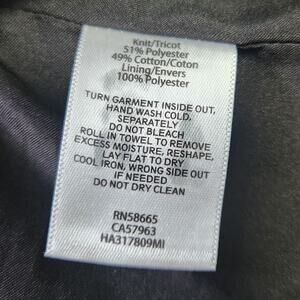 Knit/Tricot
51% Polyester
49% Cotton/Coton
Lining/Envers
100% Polyester
TURN GARMENT INSIDE OUT,
HAND WASH COLD,
SEPARATELY
DO NOT BLEACH
ROLL IN TOWEL TO REMOVE
EXCESS MOISTURE, RESHAPE,
LAY FLAT TO DRY
COOL IRON, WRONG SIDE OUT
IF NEEDED
DO NOT DRY CLEAN
RN58665
CA57963
HA317809MI